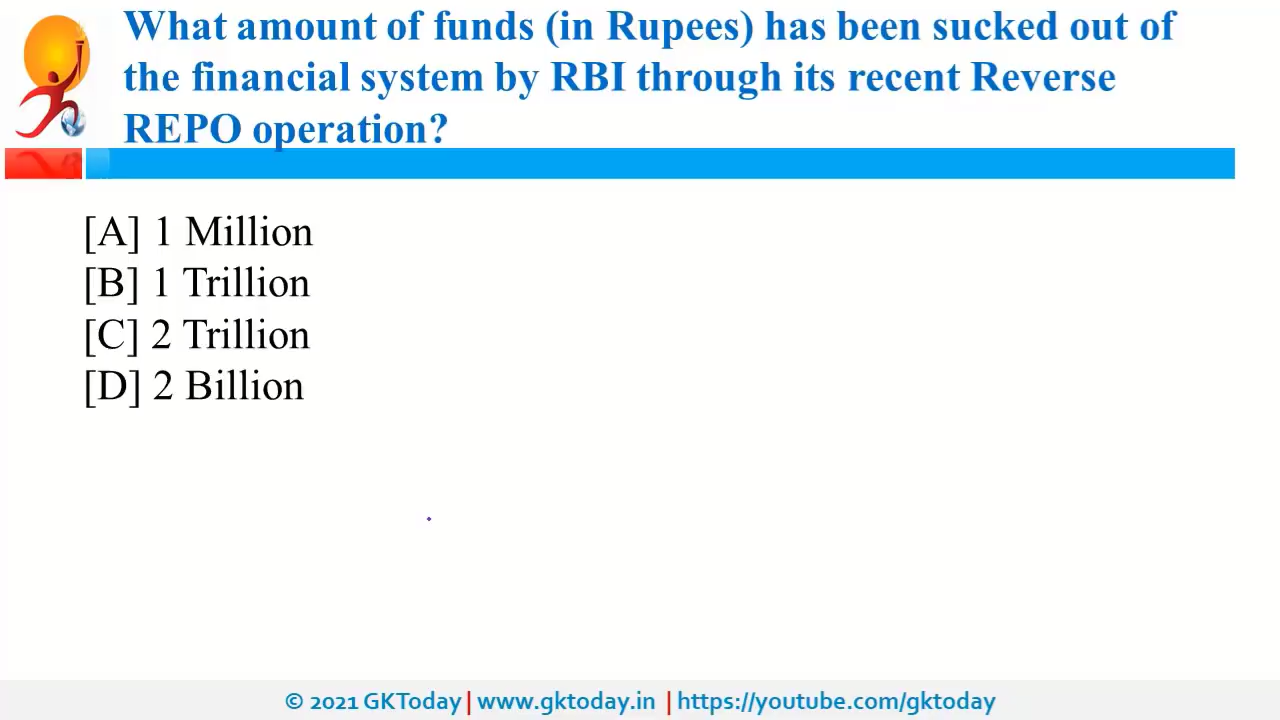 What amount of funds (in Rupees) has been sucked out of
the financial system by RBI through its recent Reverse
REPO operation?
[A] 1 Million
[B] 1 Trillion
[C] 2 Trillion
[D] 2 Billion
© 2021 GKToday | www.gktoday.in | https://youtube.com/gktoday